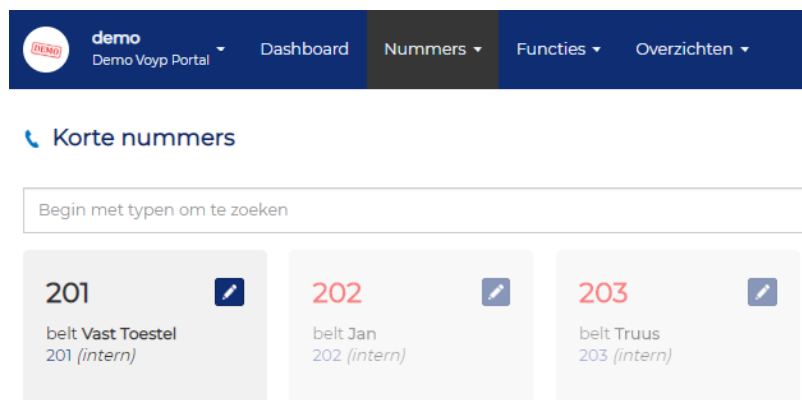 DEMO
demo
Demo Voyp Portal
Dashboard
Nummers
Functies
Overzichten
Korte nummers
Begin met typen om te zoeken
201
belt Vast Toestel
201 (intern)
202
belt Jan
202 (intern)
203
belt Truus
203 (intern)